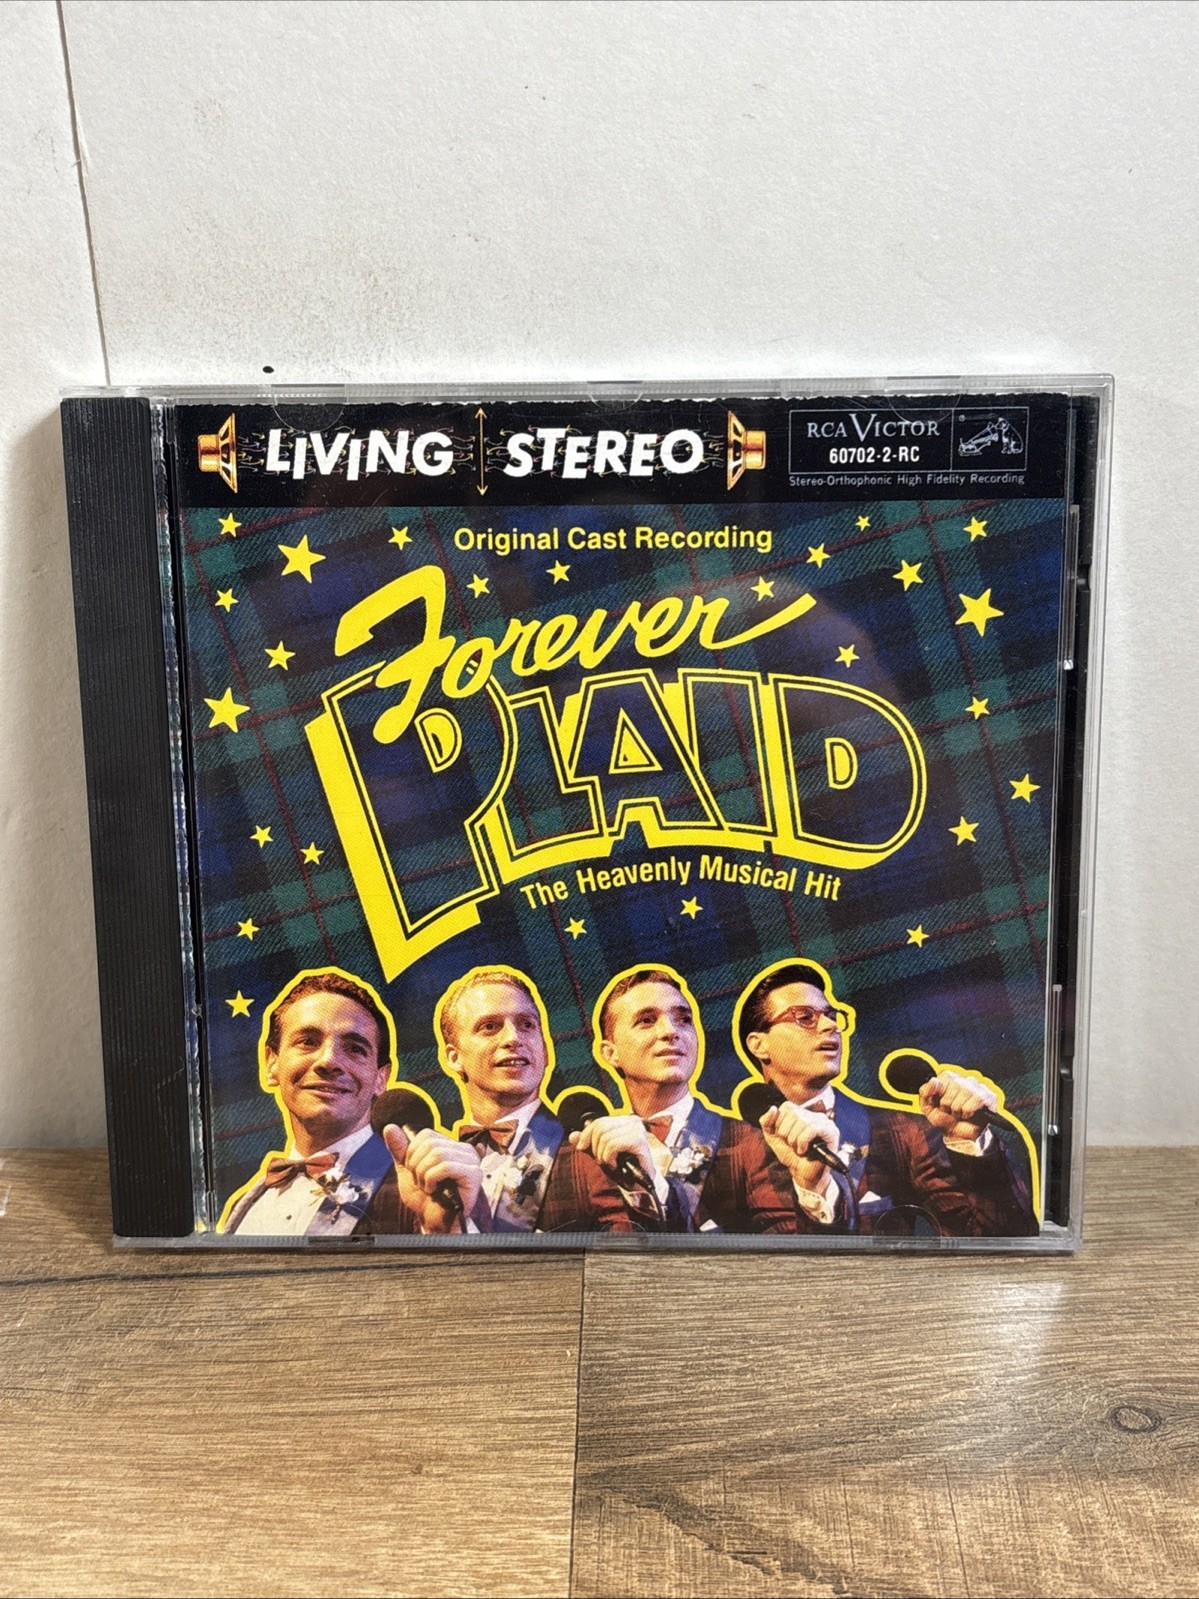 LIVING STEREO
RCA VICTOR
60702-2-RC
Stereo-Orthophonic High Fidelity Recording
Original Cast Recording
Forever
PLAID
The Heavenly Musical Hit